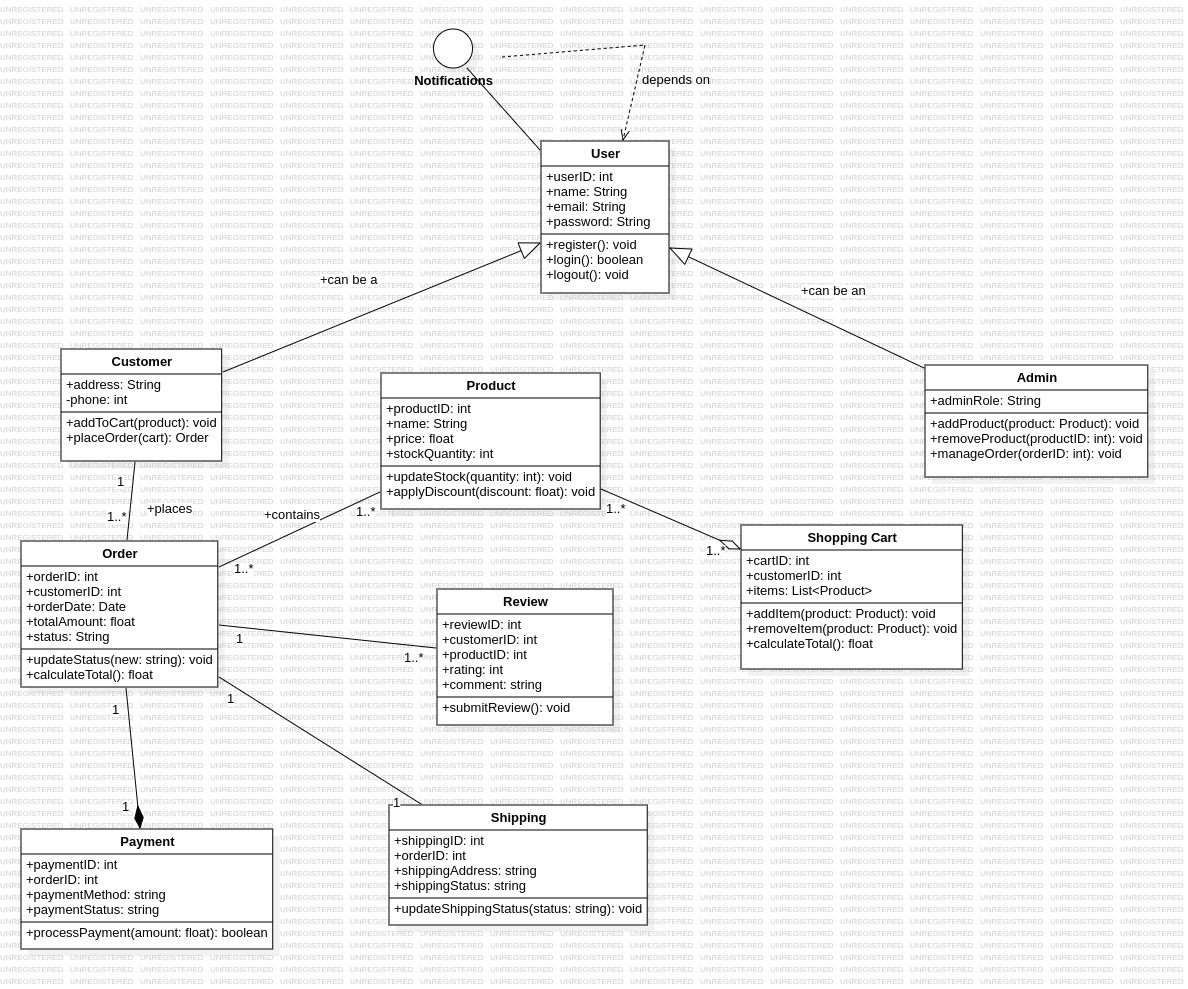 Notifications
depends on
User
+userID: int
+name: String
+email: String
+password: String
+register(): void
+login(): boolean
+logout(): void
+can be a
+can be an
Customer
+address: String
-phone: int
+addToCart(product): void
+placeOrder(cart): Order
Product
+productID: int
+name: String
+price: float
+stockQuantity: int
+updateStock(quantity: int): void
+applyDiscount(discount: float): void
Admin
+adminRole: String
+addProduct(product: Product): void
+removeProduct(productID: int): void
+manageOrder(orderID: int): void
1
+places
1..*
+contains
1..*
1..*
1..*
1..*
Order
+orderID: int
+customerID: int
+orderDate: Date
+totalAmount: float
+status: String
+updateStatus(new: string): void
+calculateTotal(): float
Shopping Cart
+cartID: int
+customerID: int
+items: List<Product>
+addItem(product: Product): void
+removeItem(product: Product): void
+calculateTotal(): float
Review
+reviewID: int
+customerID: int
+productID: int
+rating: int
+comment: string
+submitReview(): void
1
1..*
1
1
1
1
Payment
+paymentID: int
+orderID: int
+paymentMethod: string
+paymentStatus: string
+processPayment(amount: float): boolean
Shipping
+shippingID: int
+orderID: int
+shippingAddress: string
+shippingStatus: string
+updateShippingStatus(status: string): void
UNREGISTERED